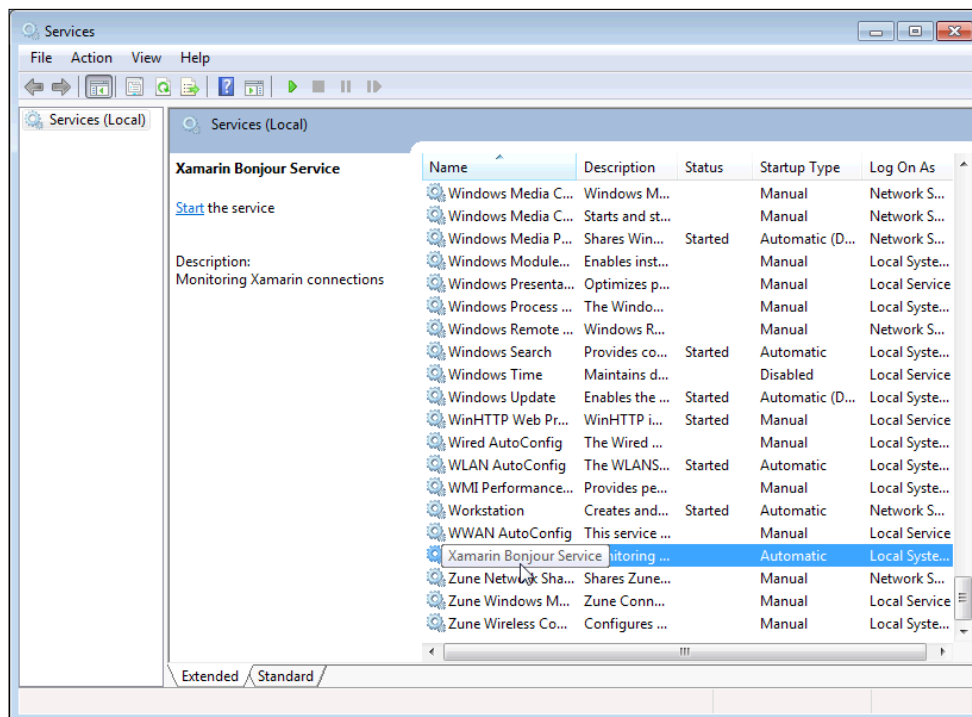 Services
File Action View Help
Services (Local)
Services (Local)
Xamarin Bonjour Service
Start the service
Description:
Monitoring Xamarin connections
Name Description Status Startup Type Log On As
Windows Media C... Windows M... Manual Network S...
Windows Media C... Starts and st... Manual Network S...
Windows Media P... Shares Win... Started Automatic (D... Network S...
Windows Module... Enables inst... Manual Local Syste...
Windows Presenta... Optimizes p... Manual Local Service
Windows Process ... The Windo... Manual Local Syste...
Windows Remote ... Windows R... Manual Network S...
Windows Search Provides co... Started Automatic Local Syste...
Windows Time Maintains d... Disabled Local Service
Windows Update Enables the ... Started Automatic (D... Local Syste...
WinHTTP Web Pr... WinHTTP i... Started Manual Local Service
Wired AutoConfig The Wired ... Manual Local Syste...
WLAN AutoConfig The WLANS... Started Automatic Local Syste...
WMI Performance... Provides pe... Manual Local Syste...
Workstation Creates and... Started Automatic Network S...
WWAN AutoConfig This service ... Manual Local Service
Xamarin Bonjour Service nitoring ... Automatic Local Syste...
Zune Network Sha... Shares Zune... Manual Network S...
Zune Windows M... Zune Conn... Manual Local Service
Zune Wireless Co... Configures ... Manual Local Syste...
Extended Standard